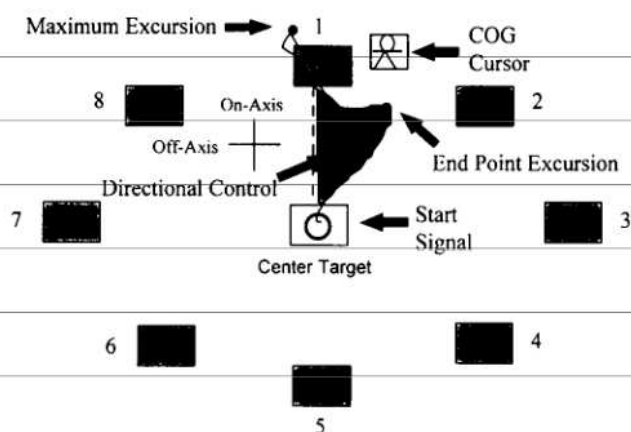 Maximum Excursion
1
COG
Cursor
8
On-Axis
2
Off-Axis
End Point Excursion
Directional Control
7
Start
Signal
3
Center Target
6
4
5